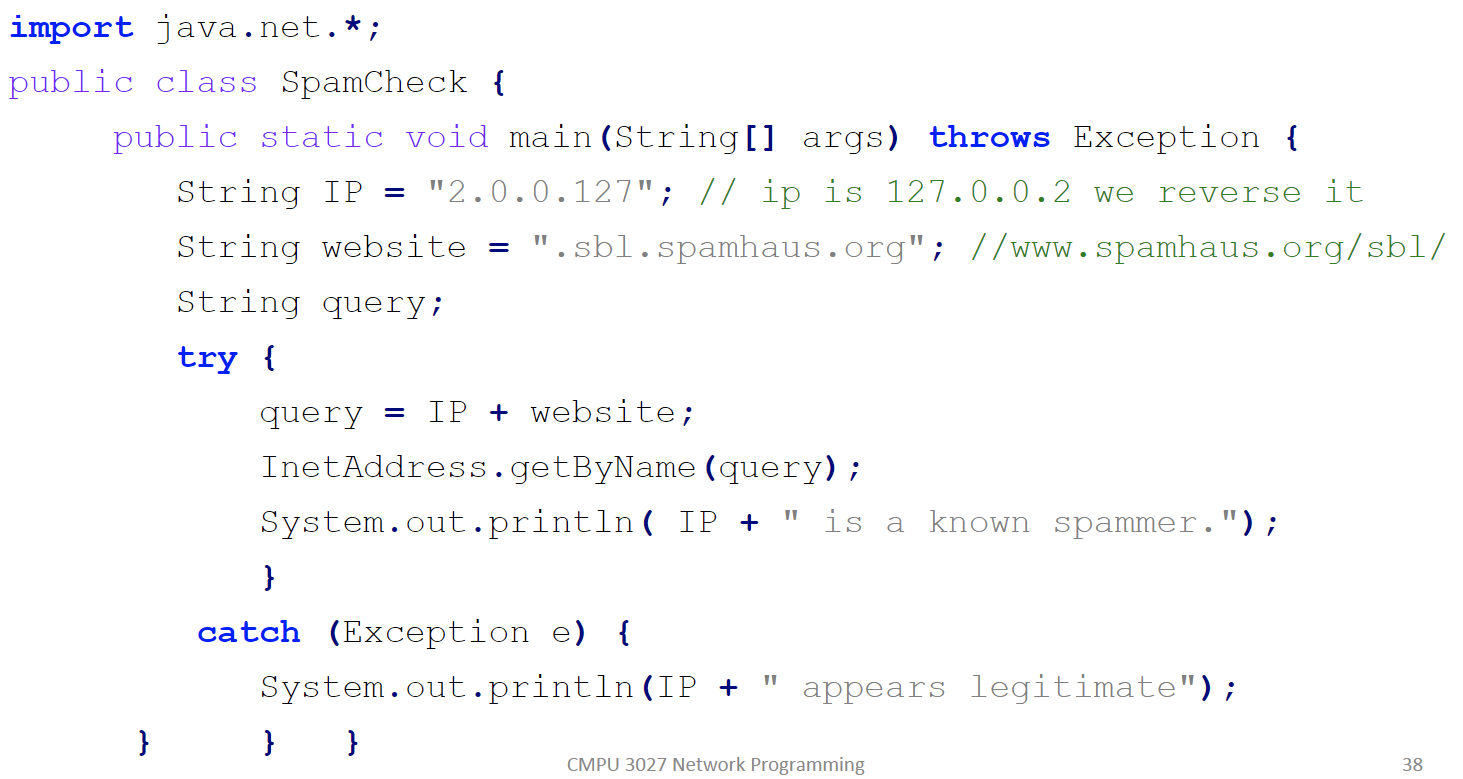 import java.net.*;
public class SpamCheck {
public static void main(String[] args) throws Exception {
String IP = "2.0.0.127"; // ip is 127.0.0.2 we reverse it
String website = ".sbl.spamhaus.org"; //www.spamhaus.org/sbl/
String query;
try {
query = IP + website;
InetAddress.getByName(query);
System.out.println( IP + " is a known spammer.");
}
catch (Exception e) {
System.out.println(IP + " appears legitimate");
} } }
CMPU 3027 Network Programming 38